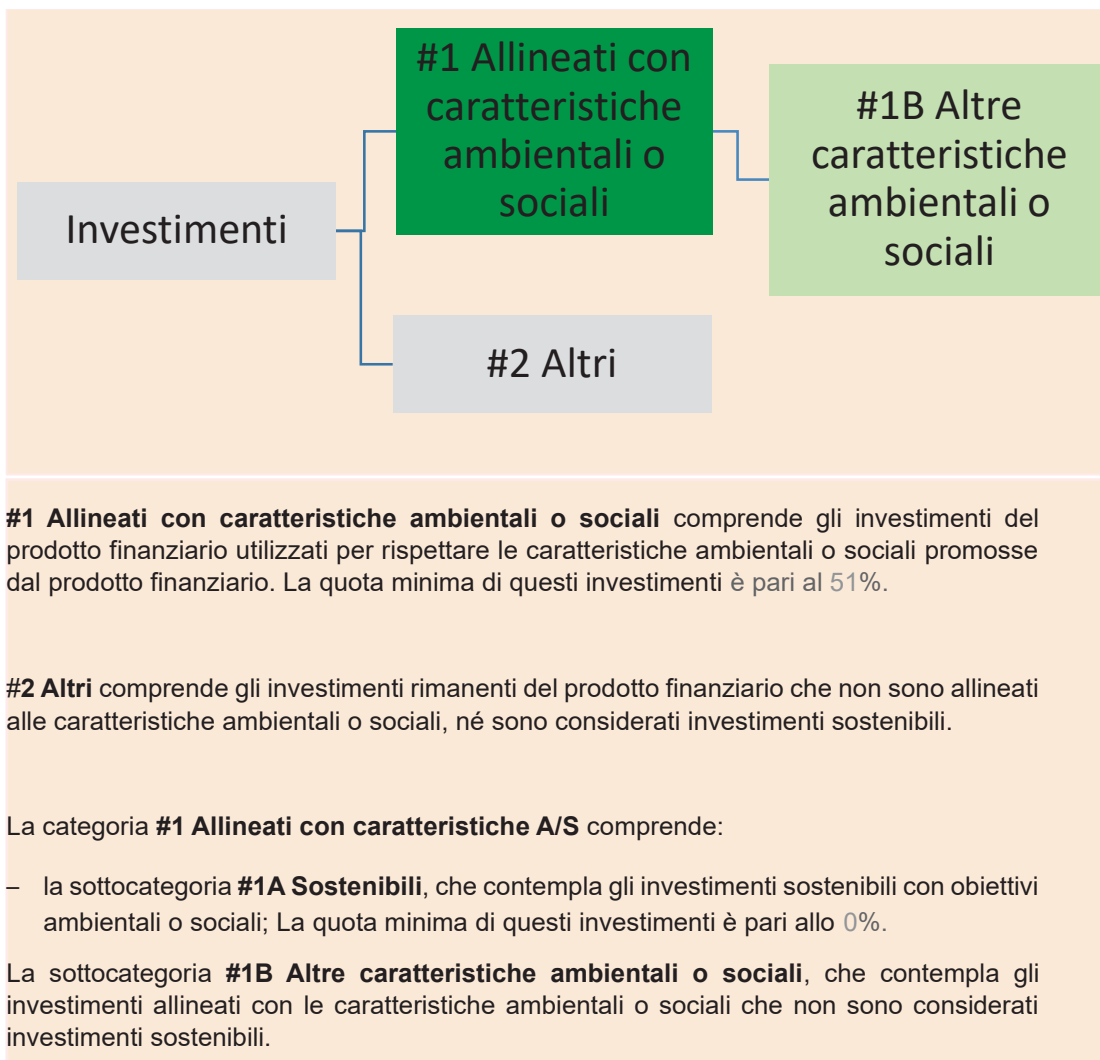 #1 Allineati con
caratteristiche
ambientali o
sociali
#1B Altre
caratteristiche
ambientali o
sociali
Investimenti
#2 Altri
#1 Allineati con caratteristiche ambientali o sociali comprende gli investimenti del
prodotto finanziario utilizzati per rispettare le caratteristiche ambientali o sociali promosse
dal prodotto finanziario. La quota minima di questi investimenti è pari al 51%.
#2 Altri comprende gli investimenti rimanenti del prodotto finanziario che non sono allineati
alle caratteristiche ambientali o sociali, né sono considerati investimenti sostenibili.
La categoria #1 Allineati con caratteristiche A/S comprende:
– la sottocategoria #1A Sostenibili, che contempla gli investimenti sostenibili con obiettivi
ambientali o sociali; La quota minima di questi investimenti è pari allo 0%.
La sottocategoria #1B Altre caratteristiche ambientali o sociali, che contempla gli
investimenti allineati con le caratteristiche ambientali o sociali che non sono considerati
investimenti sostenibili.